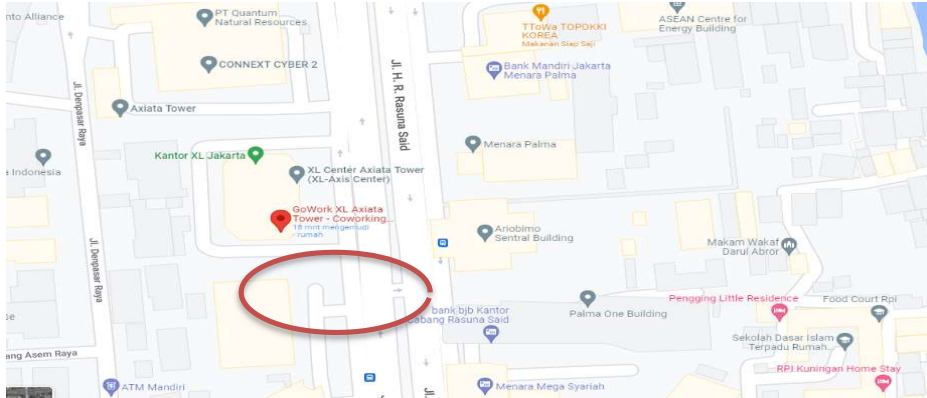 nto Alliance
PT Quantum
Natural Resources
TToWa TOPOKKI
KOREA
Makanan Siap Saji
ASEAN Centre for
Energy Building
CONNEXT CYBER 2
Bank Mandiri Jakarta
Menara Palma
Jl. H. R. Rasuna Said
Jl. Denpasar Raya
Axiata Tower
Menara Palma
Kantor XL Jakarta
Indonesia
XL Center Axiata Tower
(XL-Axis Center)
GoWork XL Axiata
Tower - Coworking...
18 mnt mengemudi
- rumah
Ariobimo
Sentral Building
Makam Wakaf
Darul Abror
Jl. Denpasar Raya
Pengging Little Residence
Food Court Rpi
bank bjb Kantor
Cabang Rasuna Said
Palma One Building
Sekolah Dasar Islam
Terpadu Rumah...
ang Asem Raya
RPI Kuningan Home Stay
ATM Mandiri
Menara Mega Syariah
Jl.